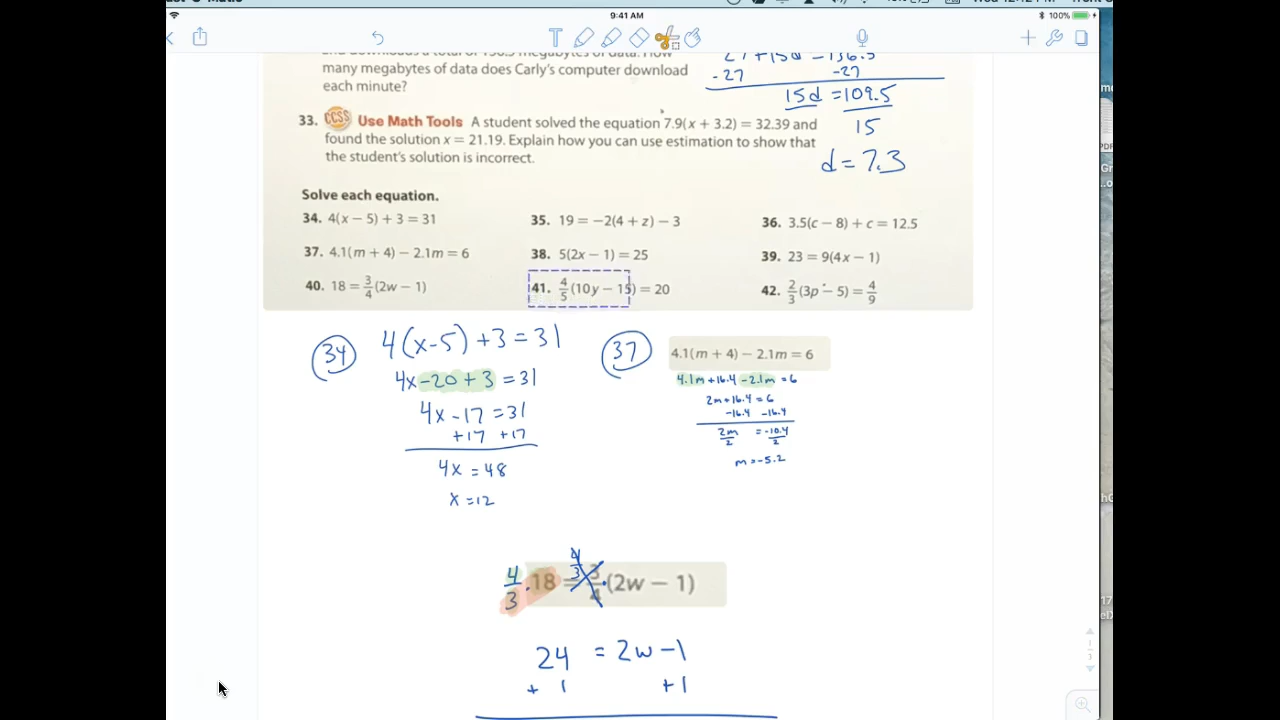 9:41 AM
100%
T
many megabytes of data does Carly's computer download
each minute?
27 + 15d = 136.5
-27 -27
15d = 109.5
15
d = 7.3
33. CCSS Use Math Tools A student solved the equation 7.9(x + 3.2) = 32.39 and
found the solution x = 21.19. Explain how you can use estimation to show that
the student's solution is incorrect.
Solve each equation.
34. 4(x − 5) + 3 = 31 35. 19 = −2(4 + z) − 3 36. 3.5(c − 8) + c = 12.5
37. 4.1(m + 4) − 2.1m = 6 38. 5(2x − 1) = 25 39. 23 = 9(4x − 1)
40. 18 = 3/4(2w − 1) 41. 4/5(10y − 15) = 20 42. 2/3(3p − 5) = 4/9
34 4(x-5) +3 = 31
4x-20+3 = 31
4x -17 = 31
+17 +17
4x = 48
x = 12
37 4.1(m + 4) − 2.1m = 6
4.1m+16.4 -2.1m = 6
2m+16.4 = 6
-16.4 -16.4
2m/2 = -10.4/2
m = -5.2
4/3 · 18 = 4/3 · 3/4 (2w − 1)
24 = 2w -1
+ 1 +1